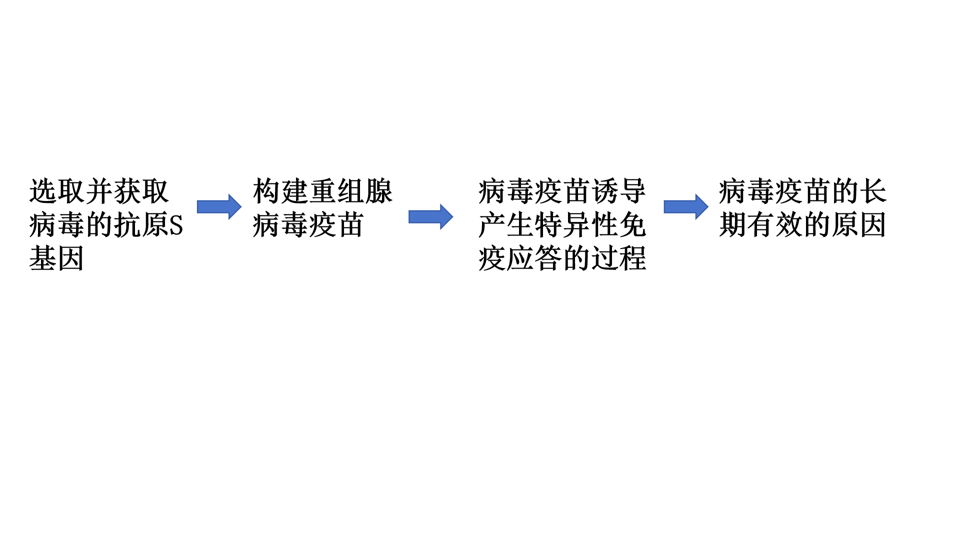 选取并获取
病毒的抗原S
基因
构建重组腺
病毒疫苗
病毒疫苗诱导
产生特异性免
疫应答的过程
病毒疫苗的长
期有效的原因